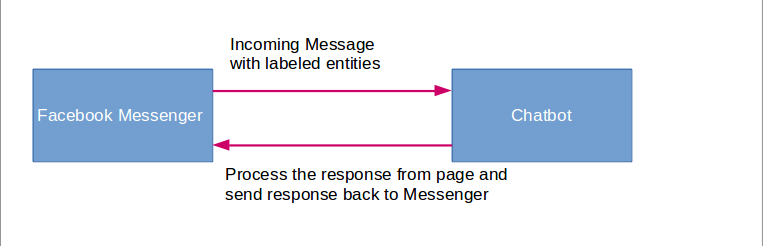 Incoming Message
with labeled entities
Facebook Messenger
Chatbot
Process the response from page and
send response back to Messenger